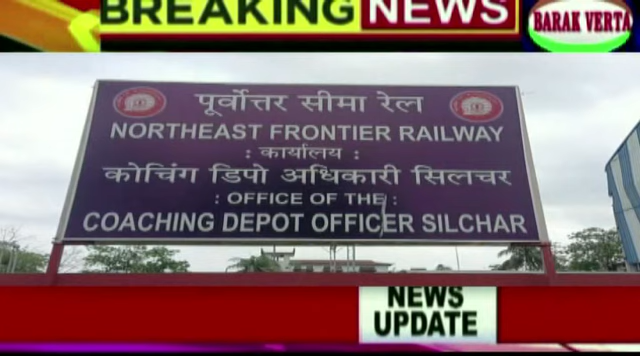 BREAKING NEWS
BARAK VERTA
पूर्वोत्तर सीमा रेल
NORTHEAST FRONTIER RAILWAY
: कार्यालय :
कोचिंग डिपो अधिकारी सिलचर
: OFFICE OF THE :
COACHING DEPOT OFFICER SILCHAR
NEWS
UPDATE